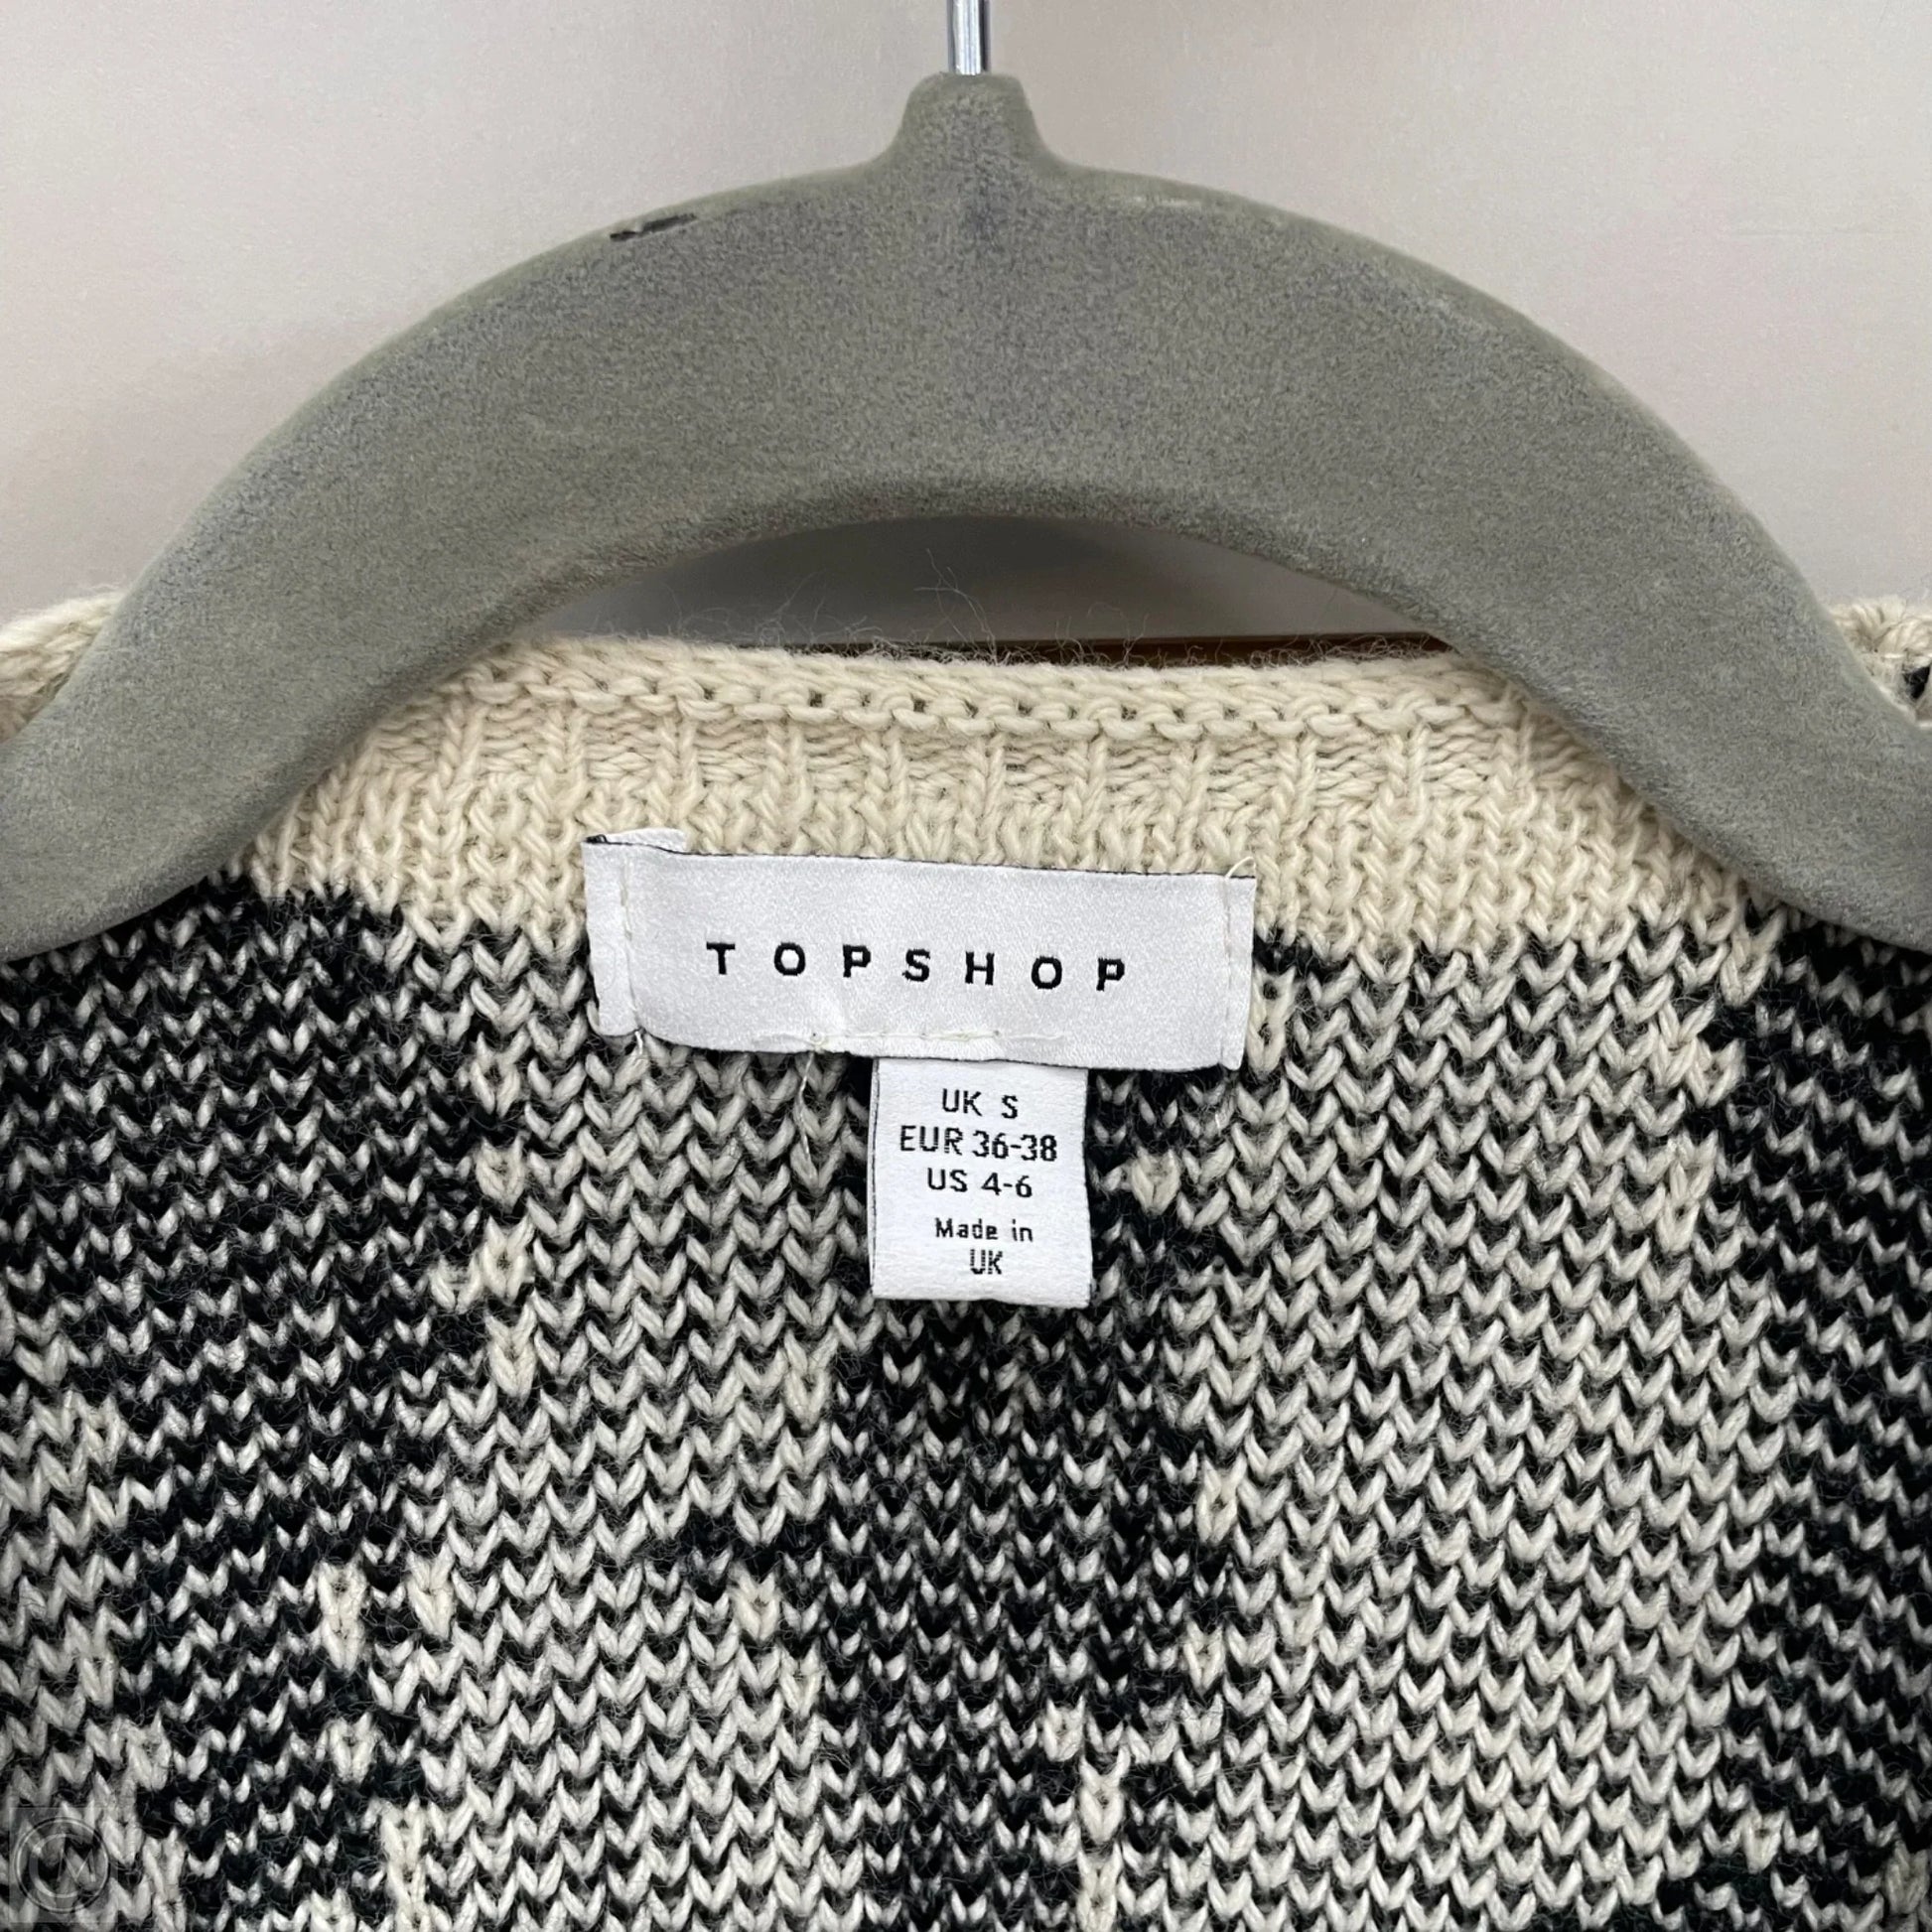 TOPSHOP
UK S
EUR 36-38
US 4-6
Made in
UK